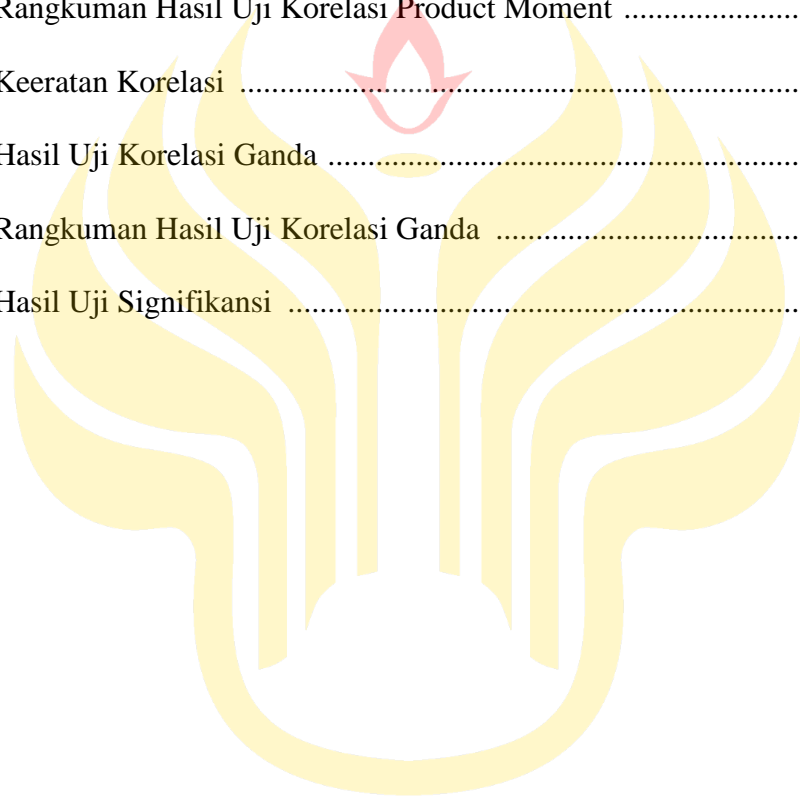 Rangkuman Hasil Uji Korelasi Product Moment ......................
Keeratan Korelasi ......................................................................
Hasil Uji Korelasi Ganda ...........................................................
Rangkuman Hasil Uji Korelasi Ganda ......................................
Hasil Uji Signifikansi ................................................................